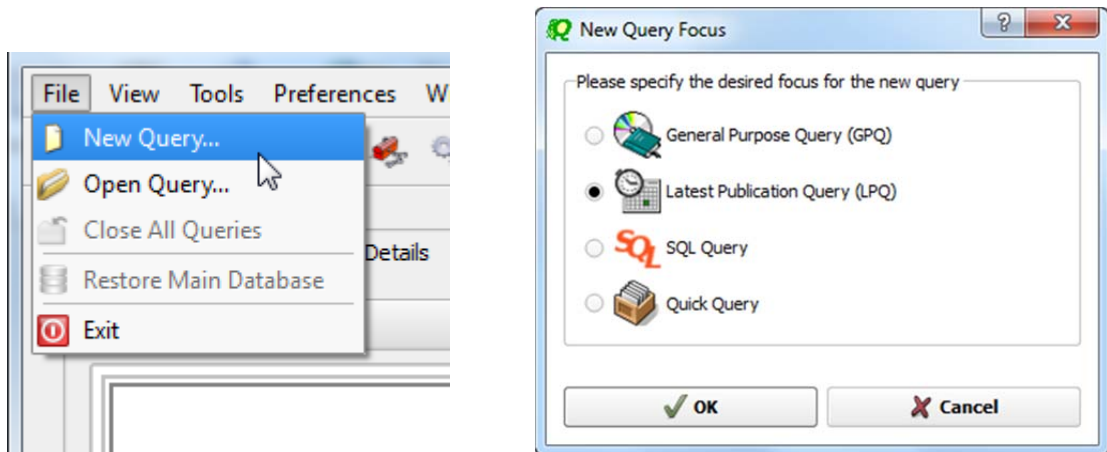 File View Tools Preferences W
New Query...
Open Query...
Close All Queries
Details
Restore Main Database
Exit
New Query Focus
Please specify the desired focus for the new query
General Purpose Query (GPQ)
Latest Publication Query (LPQ)
SQL SQL Query
Quick Query
OK Cancel